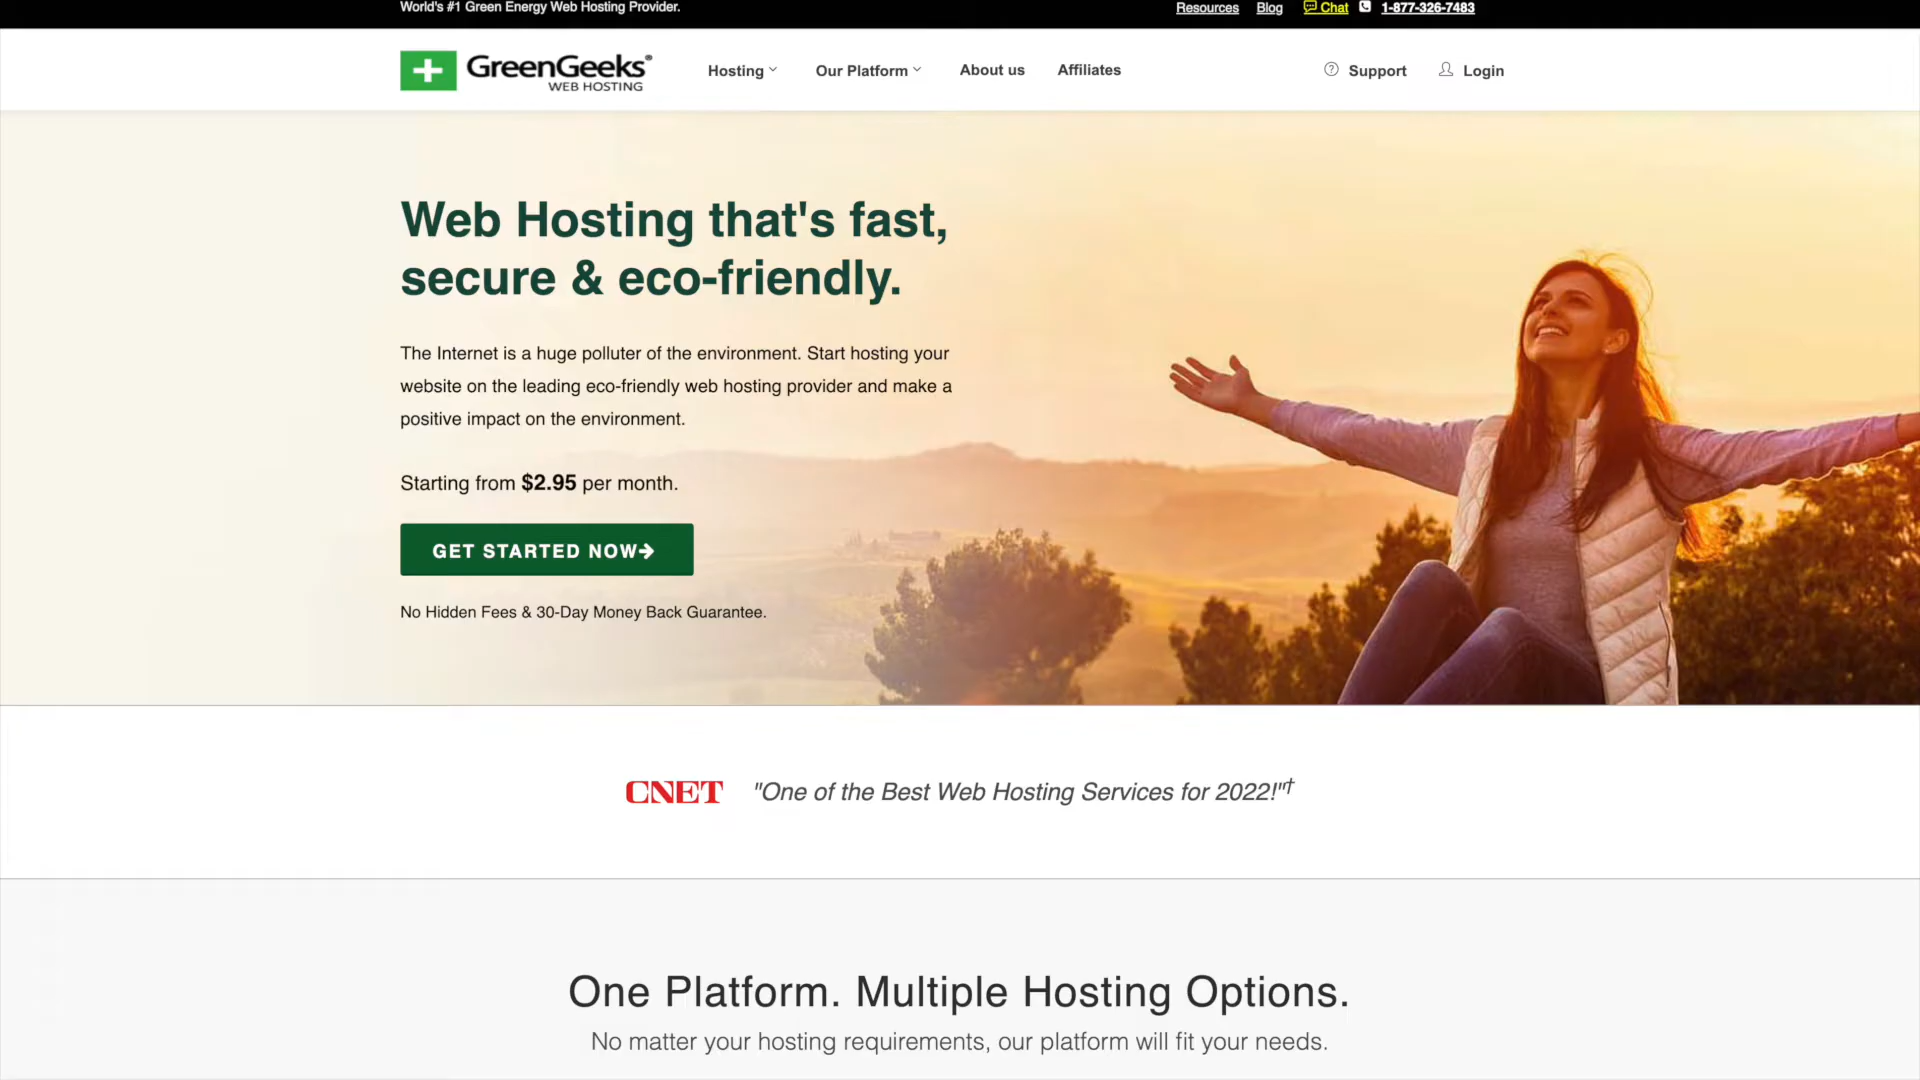 World's #1 Green Energy Web Hosting Provider.
Resources Blog Chat 1-877-326-7483
GreenGeeks®
WEB HOSTING
Hosting Our Platform About us Affiliates Support Login
Web Hosting that's fast,
secure & eco-friendly.
The Internet is a huge polluter of the environment. Start hosting your
website on the leading eco-friendly web hosting provider and make a
positive impact on the environment.
Starting from $2.95 per month.
GET STARTED NOW→
No Hidden Fees & 30-Day Money Back Guarantee.
CNET "One of the Best Web Hosting Services for 2022!"†
One Platform. Multiple Hosting Options.
No matter your hosting requirements, our platform will fit your needs.